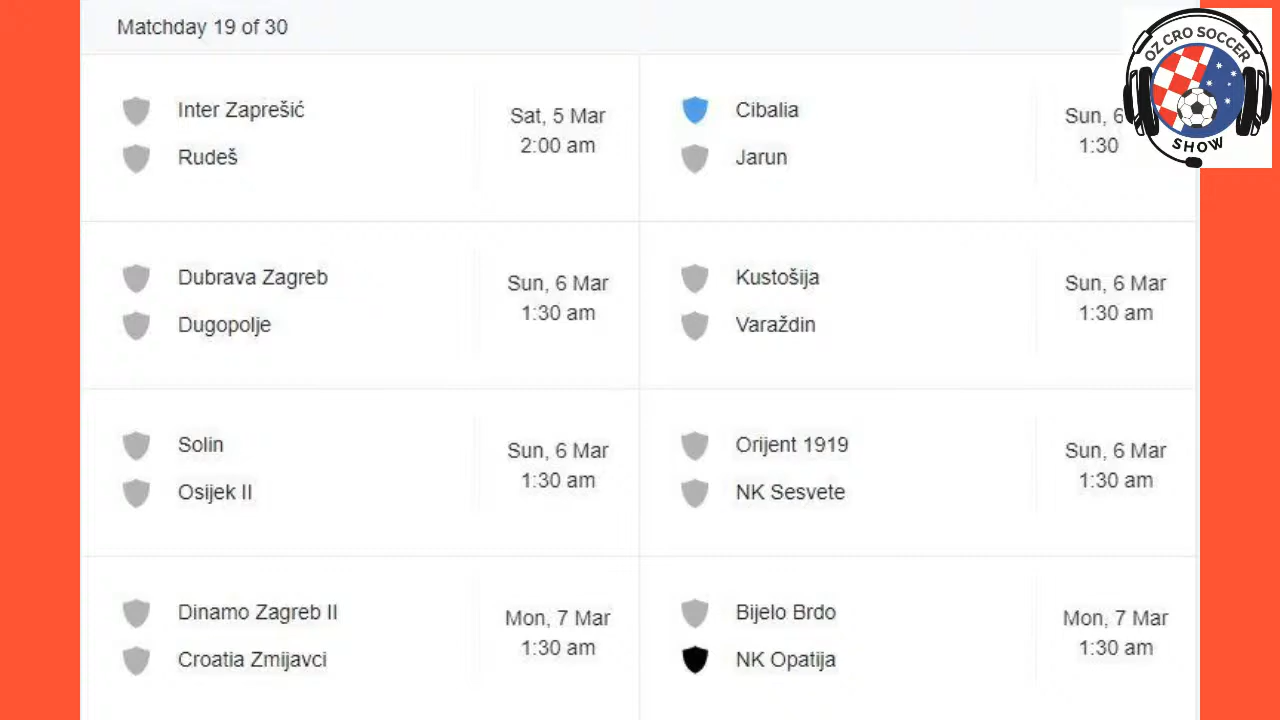 Matchday 19 of 30
OZ CRO SOCCER
SHOW
Inter Zaprešić
Rudeš
Sat, 5 Mar
2:00 am
Cibalia
Jarun
Sun, 6
1:30
Dubrava Zagreb
Dugopolje
Sun, 6 Mar
1:30 am
Kustošija
Varaždin
Sun, 6 Mar
1:30 am
Solin
Osijek II
Sun, 6 Mar
1:30 am
Orijent 1919
NK Sesvete
Sun, 6 Mar
1:30 am
Dinamo Zagreb II
Croatia Zmijavci
Mon, 7 Mar
1:30 am
Bijelo Brdo
NK Opatija
Mon, 7 Mar
1:30 am